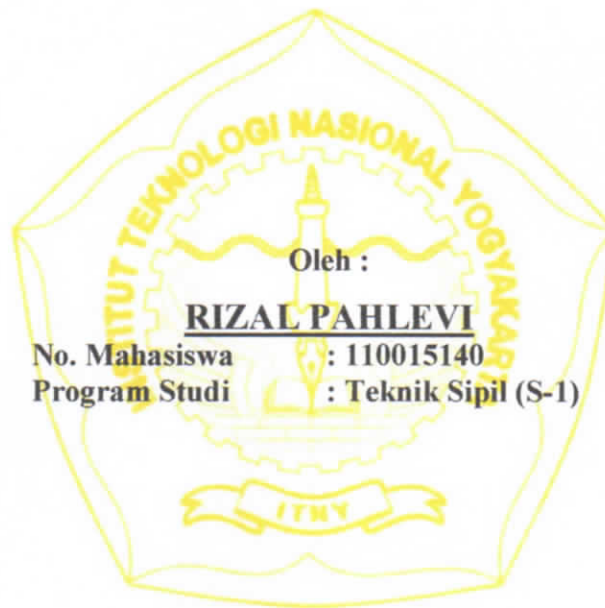 INSTITUT TEKNOLOGI NASIONAL YOGYAKARTA
Oleh :
RIZAL PAHLEVI
No. Mahasiswa : 110015140
Program Studi : Teknik Sipil (S-1)
ITNY